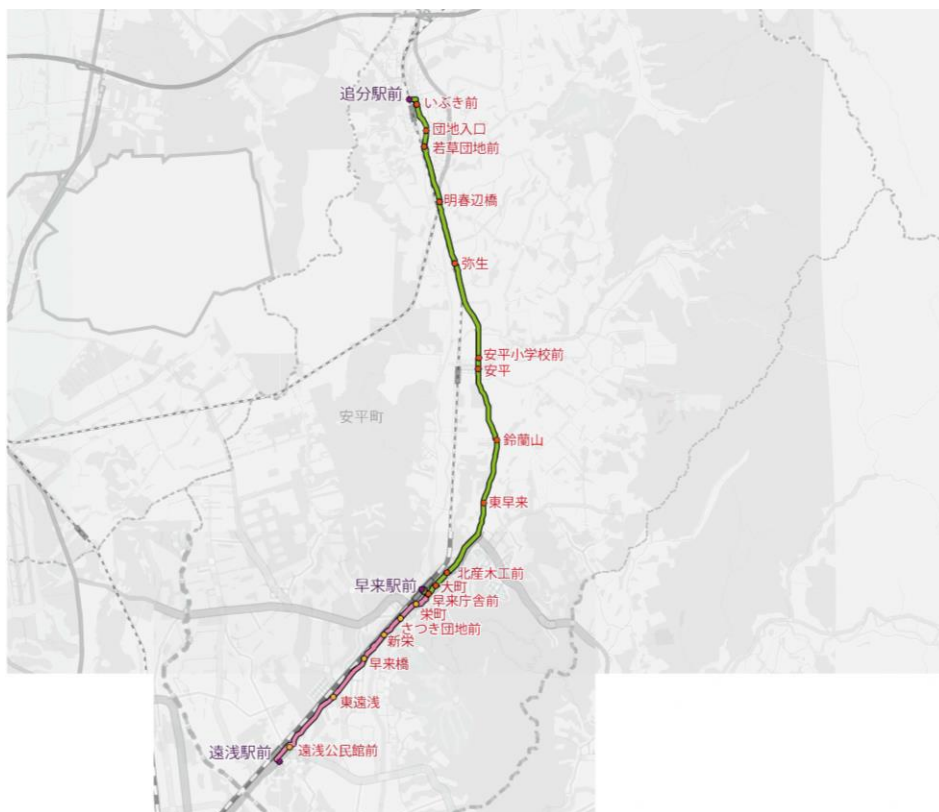 追分駅前
いぶき前
団地入口
若草団地前
明春辺橋
弥生
安平小学校前
安平
安平町
鈴蘭山
東早来
北産木工前
早来駅前
大町
早来庁舎前
栄町
さつき団地前
新栄
早来橋
東遠浅
遠浅公民館前
遠浅駅前